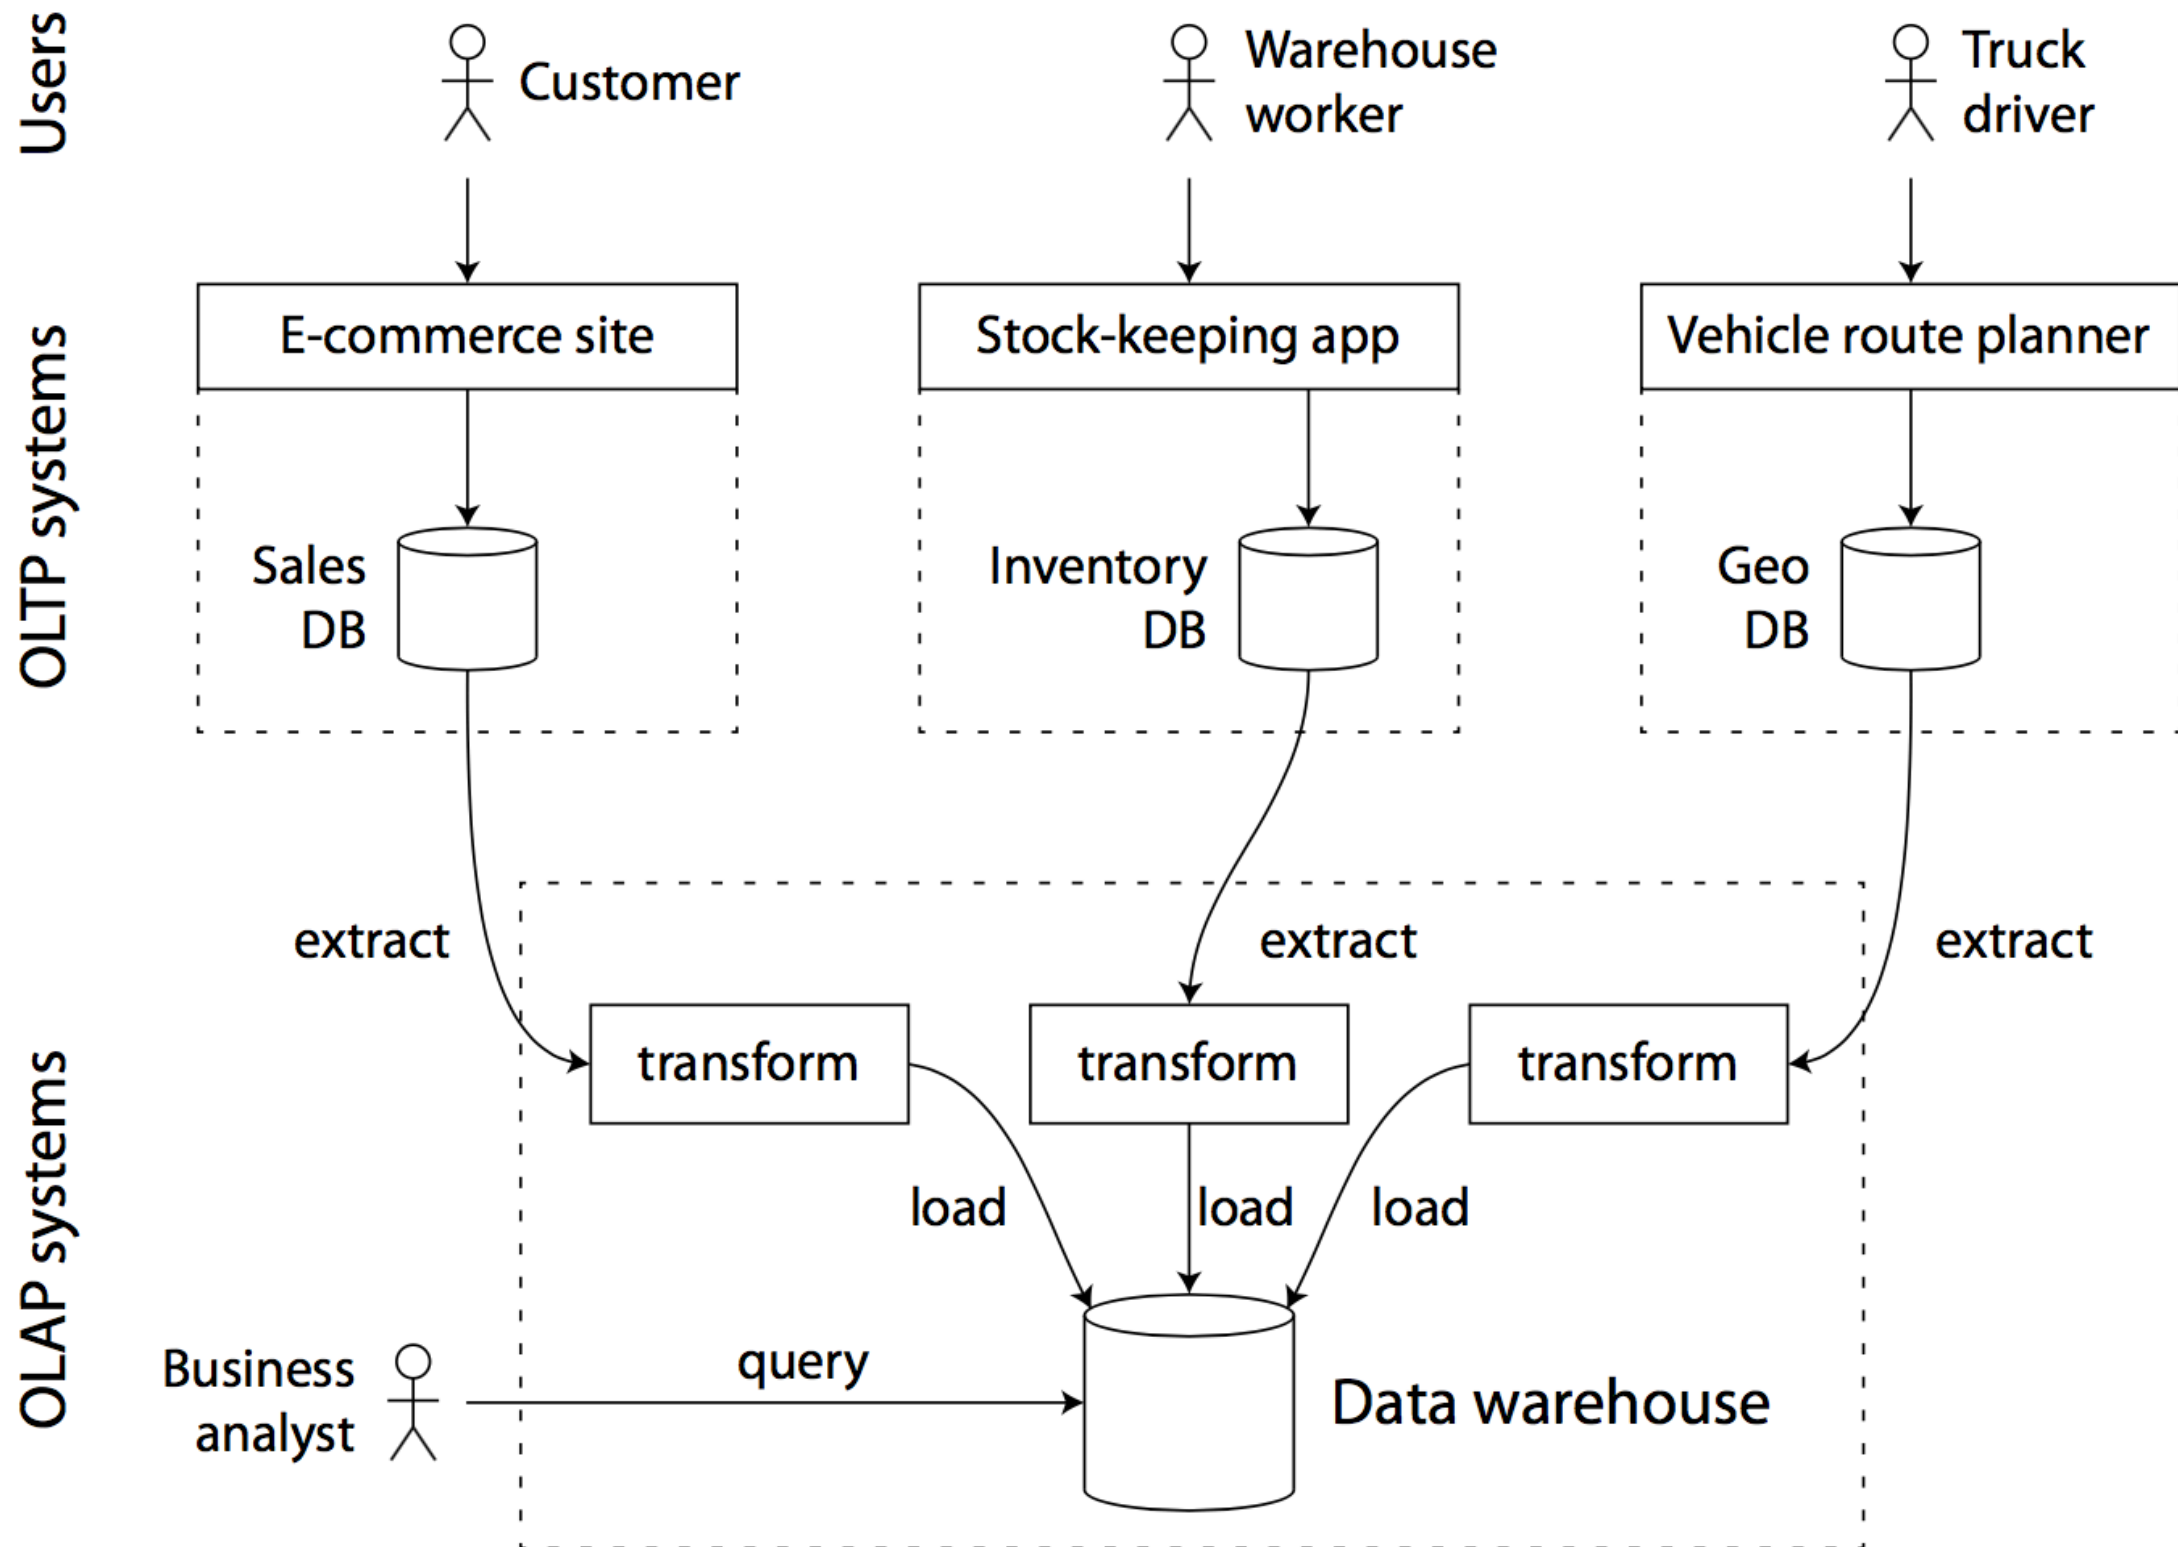 Users
Customer
Warehouse
worker
Truck
driver
OLTP systems
E-commerce site
Stock-keeping app
Vehicle route planner
Sales
DB
Inventory
DB
Geo
DB
extract
extract
extract
OLAP systems
transform
transform
transform
load
load
load
Business
analyst
query
Data warehouse